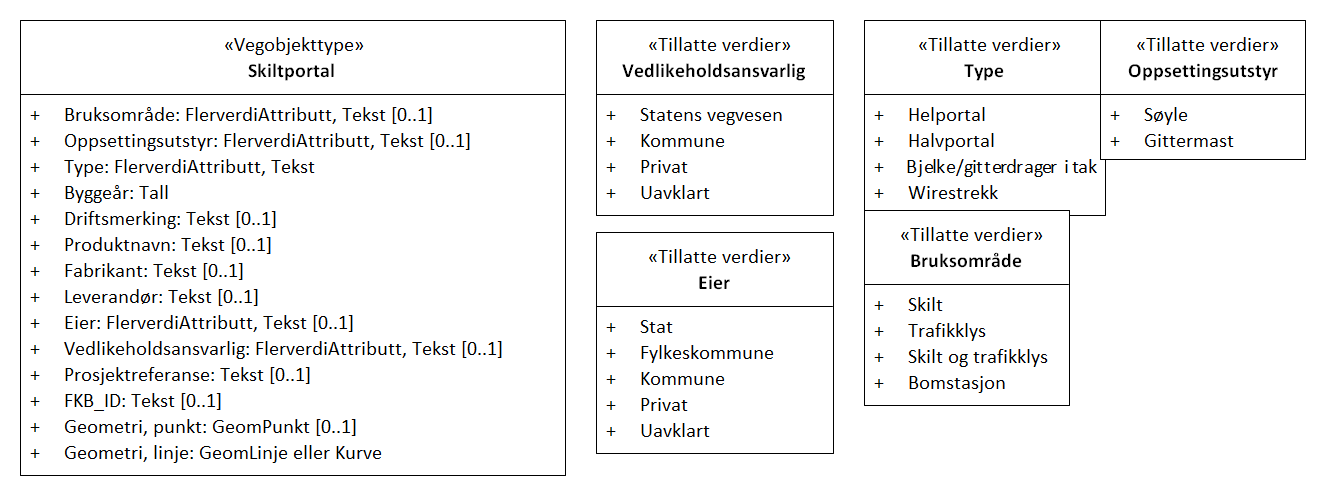 «Vegobjekttype»
Skiltportal
+ Bruksområde: FlerverdiAttributt, Tekst [0..1]
+ Oppsettingsutstyr: FlerverdiAttributt, Tekst [0..1]
+ Type: FlerverdiAttributt, Tekst
+ Byggeår: Tall
+ Driftsmerking: Tekst [0..1]
+ Produktnavn: Tekst [0..1]
+ Fabrikant: Tekst [0..1]
+ Leverandør: Tekst [0..1]
+ Eier: FlerverdiAttributt, Tekst [0..1]
+ Vedlikeholdsansvarlig: FlerverdiAttributt, Tekst [0..1]
+ Prosjektreferanse: Tekst [0..1]
+ FKB_ID: Tekst [0..1]
+ Geometri, punkt: GeomPunkt [0..1]
+ Geometri, linje: GeomLinje eller Kurve
«Tillatte verdier»
Vedlikeholdsansvarlig
+ Statens vegvesen
+ Kommune
+ Privat
+ Uavklart
«Tillatte verdier»
Eier
+ Stat
+ Fylkeskommune
+ Kommune
+ Privat
+ Uavklart
«Tillatte verdier»
Type
+ Helportal
+ Halvportal
+ Bjelke/gitterdrager i tak
+ Wirestrekk
«Tillatte verdier»
Bruksområde
+ Skilt
+ Trafikklys
+ Skilt og trafikklys
+ Bomstasjon
«Tillatte verdier»
Oppsettingsutstyr
+ Søyle
+ Gittermast